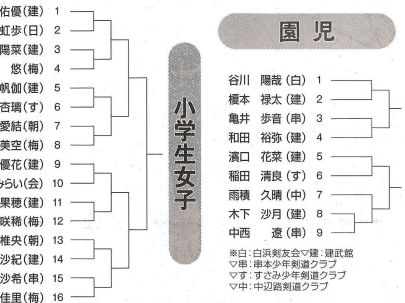 佑優(建) 1
虹歩(日) 2
陽菜(建) 3
悠(梅) 4
帆伽(建) 5
杏璃(す) 6
愛結(朝) 7
美空(梅) 8
優花(建) 9
みらい(会) 10
果穂(建) 11
咲稀(梅) 12
椎央(朝) 13
沙紀(建) 14
沙希(串) 15
佳里(梅) 16
小学生女子
園児
谷川 陽哉(白) 1
榎本 禄太(建) 2
亀井 歩音(串) 3
和田 裕弥(建) 4
濱口 花菜(建) 5
稲田 清良(す) 6
雨積 久晴(中) 7
木下 沙月(建) 8
中西 遼(串) 9
※白:白浜剣友会▽建:建武館
▽串:串本少年剣道クラブ
▽す:すさみ少年剣道クラブ
▽中:中辺路剣道クラブ